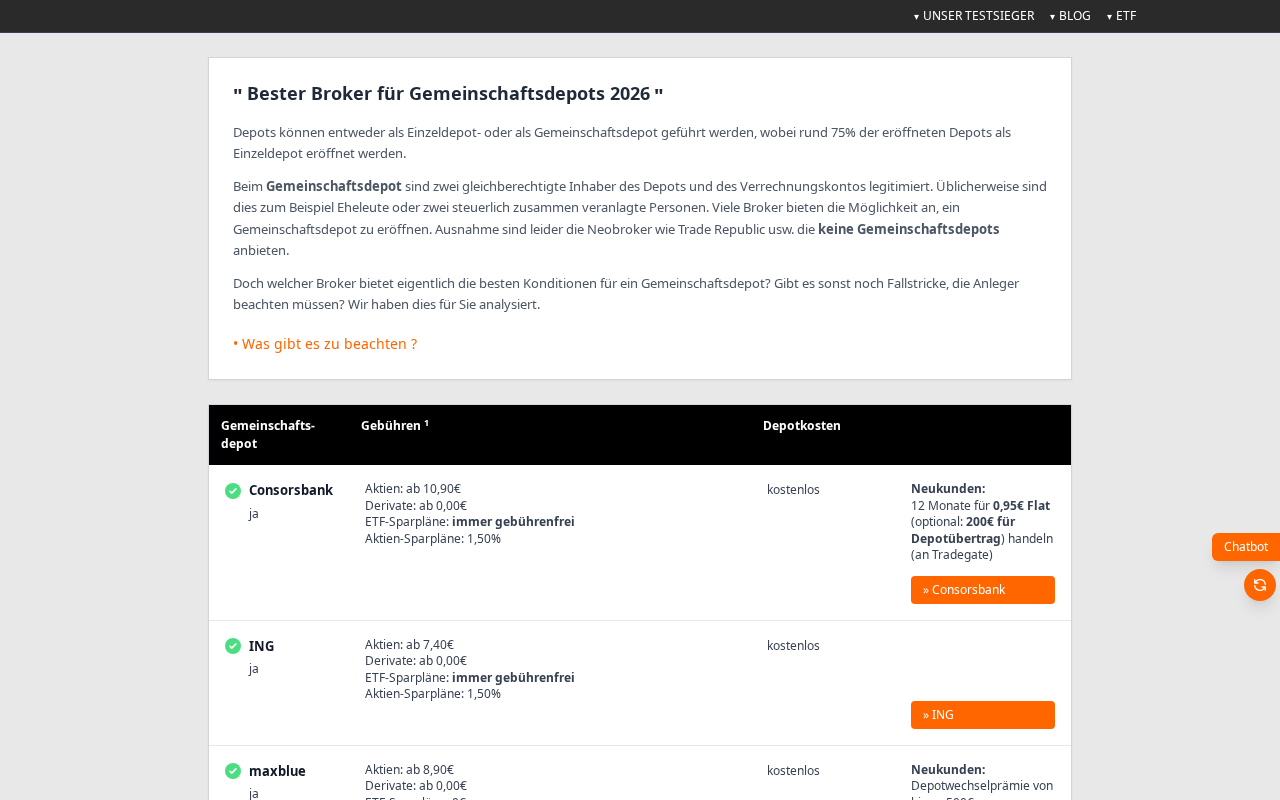 ▾ UNSER TESTSIEGER ▾ BLOG ▾ ETF
" Bester Broker für Gemeinschaftsdepots 2026 "
Depots können entweder als Einzeldepot- oder als Gemeinschaftsdepot geführt werden, wobei rund 75% der eröffneten Depots als
Einzeldepot eröffnet werden.
Beim Gemeinschaftsdepot sind zwei gleichberechtigte Inhaber des Depots und des Verrechnungskontos legitimiert. Üblicherweise sind
dies zum Beispiel Eheleute oder zwei steuerlich zusammen veranlagte Personen. Viele Broker bieten die Möglichkeit an, ein
Gemeinschaftsdepot zu eröffnen. Ausnahme sind leider die Neobroker wie Trade Republic usw. die keine Gemeinschaftsdepots
anbieten.
Doch welcher Broker bietet eigentlich die besten Konditionen für ein Gemeinschaftsdepot? Gibt es sonst noch Fallstricke, die Anleger
beachten müssen? Wir haben dies für Sie analysiert.
• Was gibt es zu beachten ?
Gemeinschafts-
depot
Gebühren ¹
Depotkosten
Consorsbank
ja
Aktien: ab 10,90€
Derivate: ab 0,00€
ETF-Sparpläne: immer gebührenfrei
Aktien-Sparpläne: 1,50%
kostenlos
Neukunden:
12 Monate für 0,95€ Flat
(optional: 200€ für
Depotübertrag) handeln
(an Tradegate)
» Consorsbank
Chatbot
ING
ja
Aktien: ab 7,40€
Derivate: ab 0,00€
ETF-Sparpläne: immer gebührenfrei
Aktien-Sparpläne: 1,50%
kostenlos
» ING
maxblue
ja
Aktien: ab 8,90€
Derivate: ab 0,00€
kostenlos
Neukunden:
Depotwechselprämie von